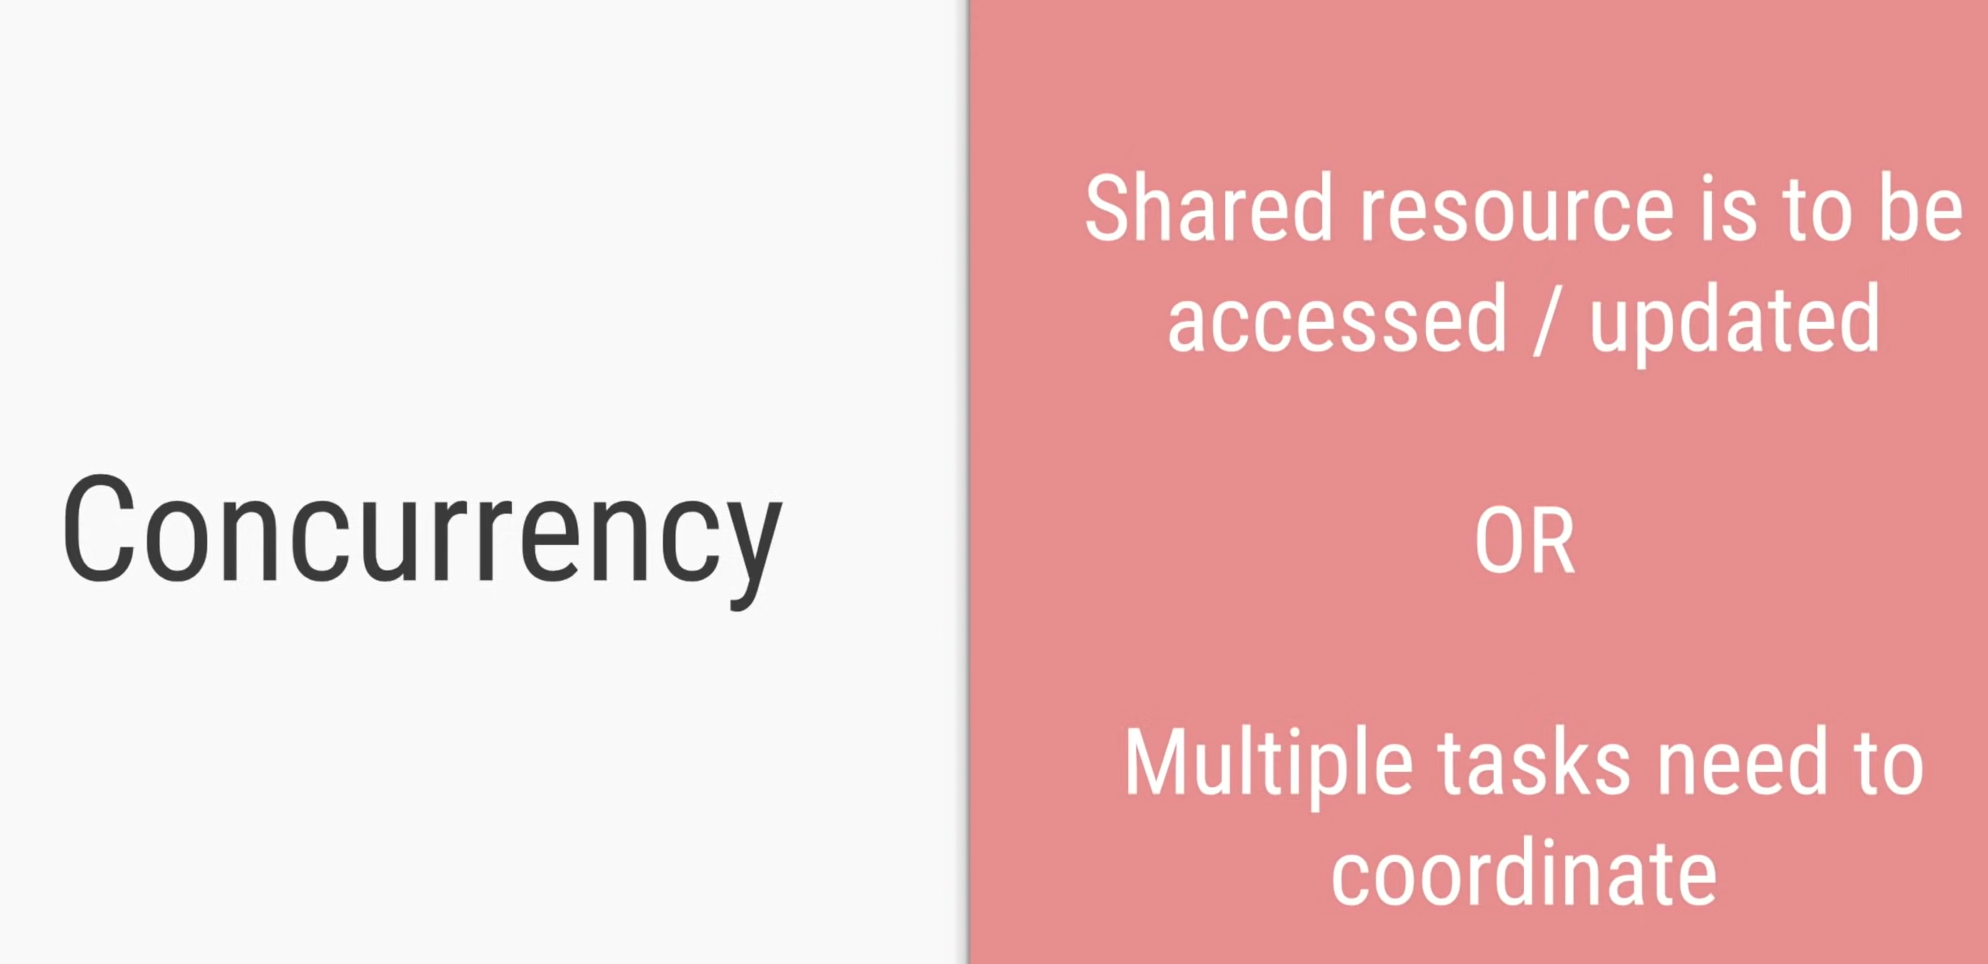 Concurrency
Shared resource is to be
accessed / updated
OR
Multiple tasks need to
coordinate